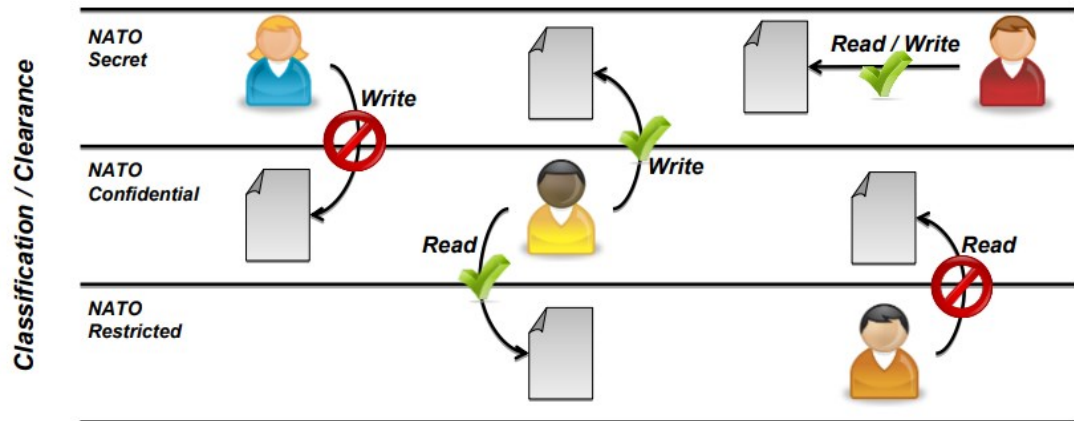 Classification / Clearance
NATO
Secret
Write
Read / Write
NATO
Confidential
Write
Read
Read
NATO
Restricted